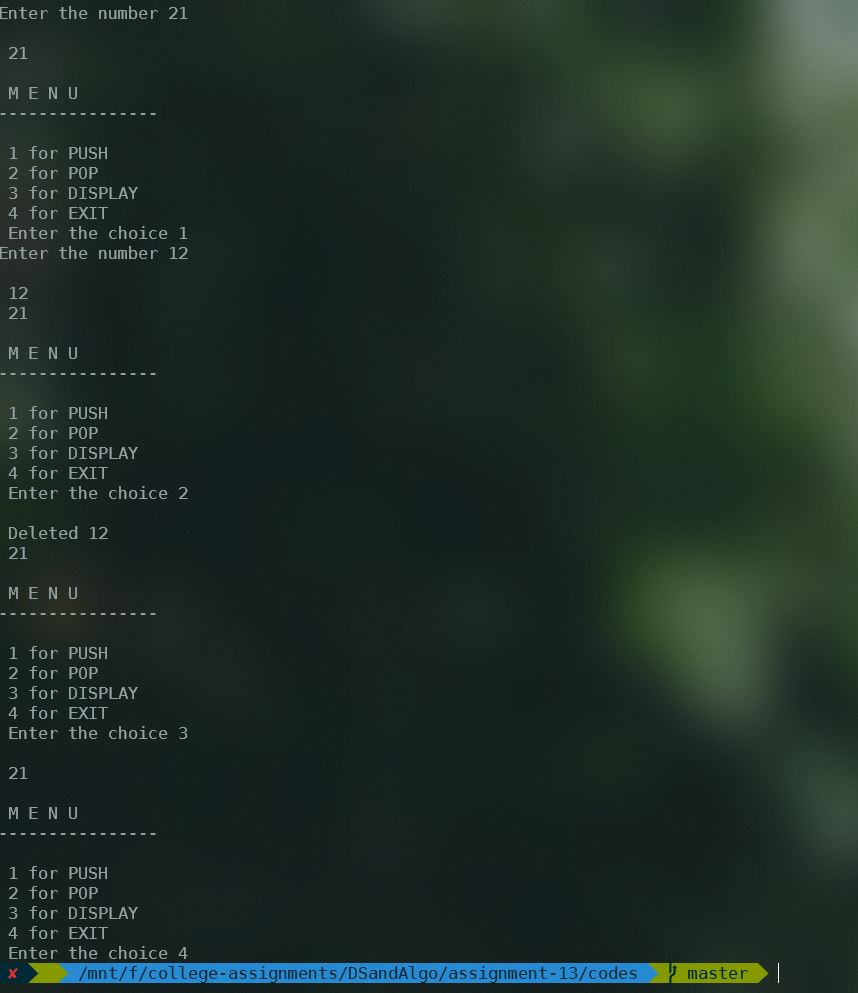 Enter the number 21
21
M E N U
----------------
1 for PUSH
2 for POP
3 for DISPLAY
4 for EXIT
Enter the choice 1
Enter the number 12
12
21
M E N U
----------------
1 for PUSH
2 for POP
3 for DISPLAY
4 for EXIT
Enter the choice 2
Deleted 12
21
M E N U
----------------
1 for PUSH
2 for POP
3 for DISPLAY
4 for EXIT
Enter the choice 3
21
M E N U
----------------
1 for PUSH
2 for POP
3 for DISPLAY
4 for EXIT
Enter the choice 4
✘ /mnt/f/college-assignments/DSandAlgo/assignment-13/codes master